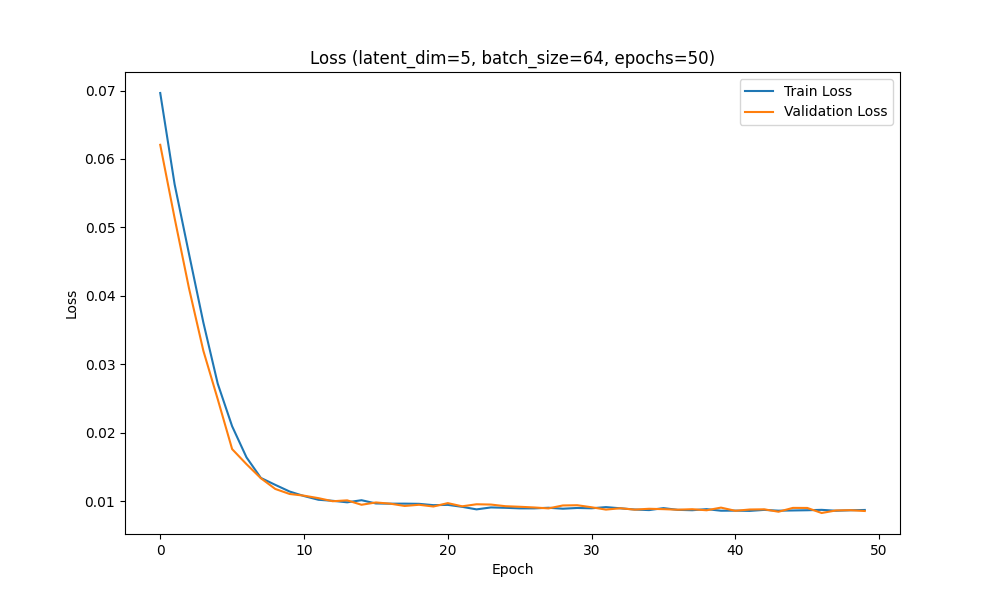 Loss (latent_dim=5, batch_size=64, epochs=50)
Train Loss
Validation Loss
0.07
0.06
0.05
0.04
0.03
0.02
0.01
Loss
0 10 20 30 40 50
Epoch